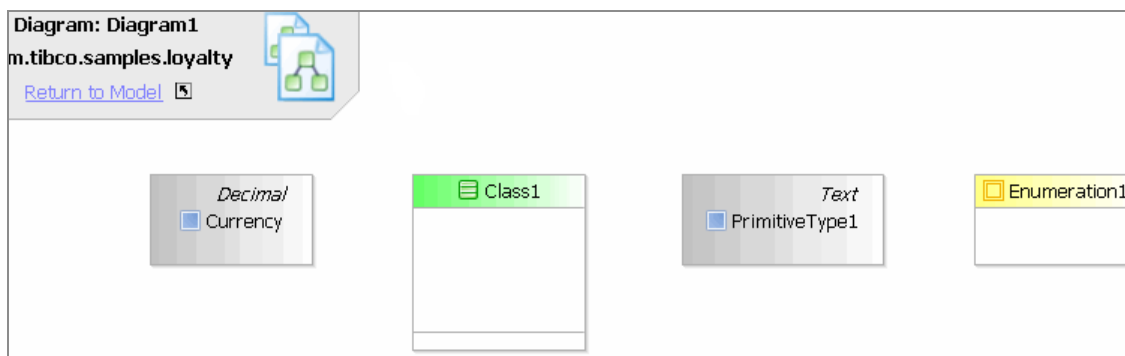 Diagram: Diagram1
m.tibco.samples.loyalty
Return to Model
Decimal
Currency
Class1
Text
PrimitiveType1
Enumeration1